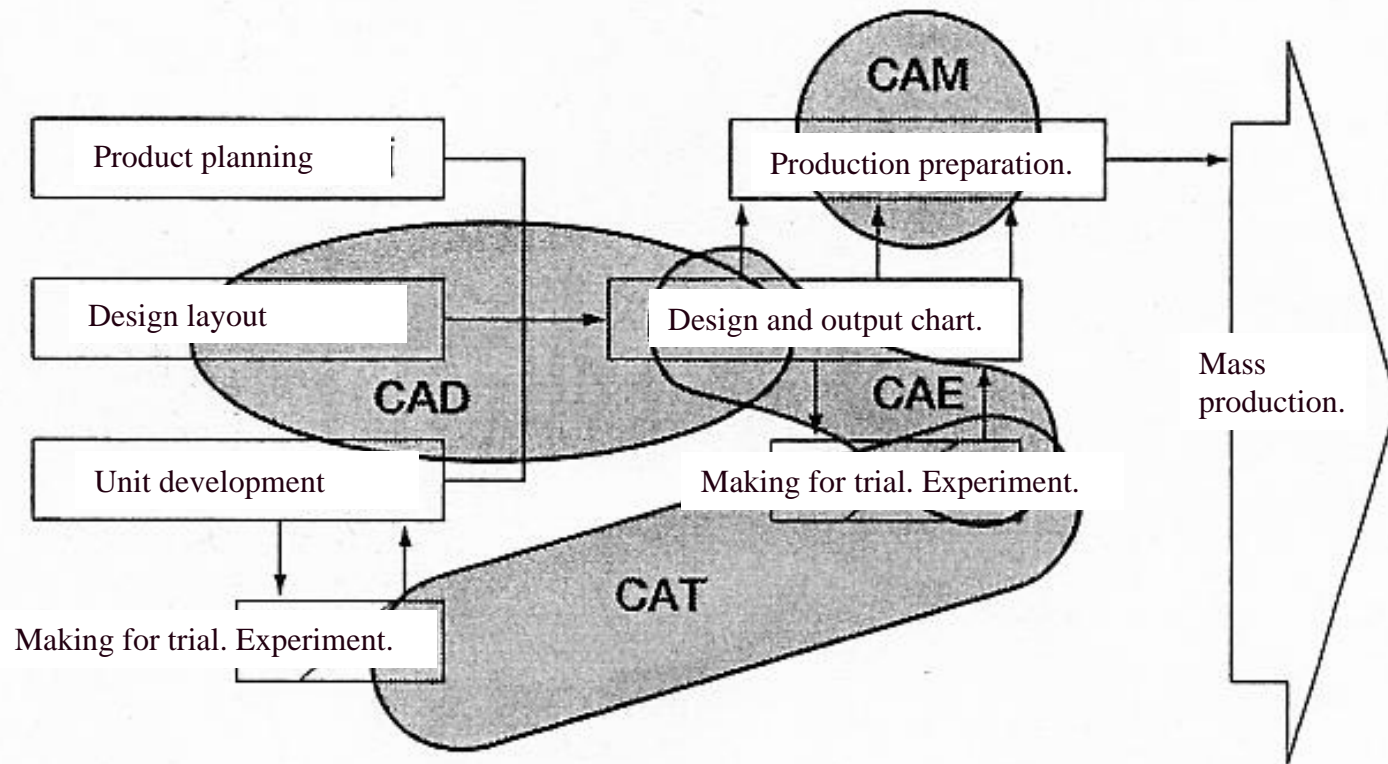 CAM
Product planning
Production preparation.
Design layout
Design and output chart.
CAD
CAE
Mass
production.
Unit development
Making for trial. Experiment.
CAT
Making for trial. Experiment.